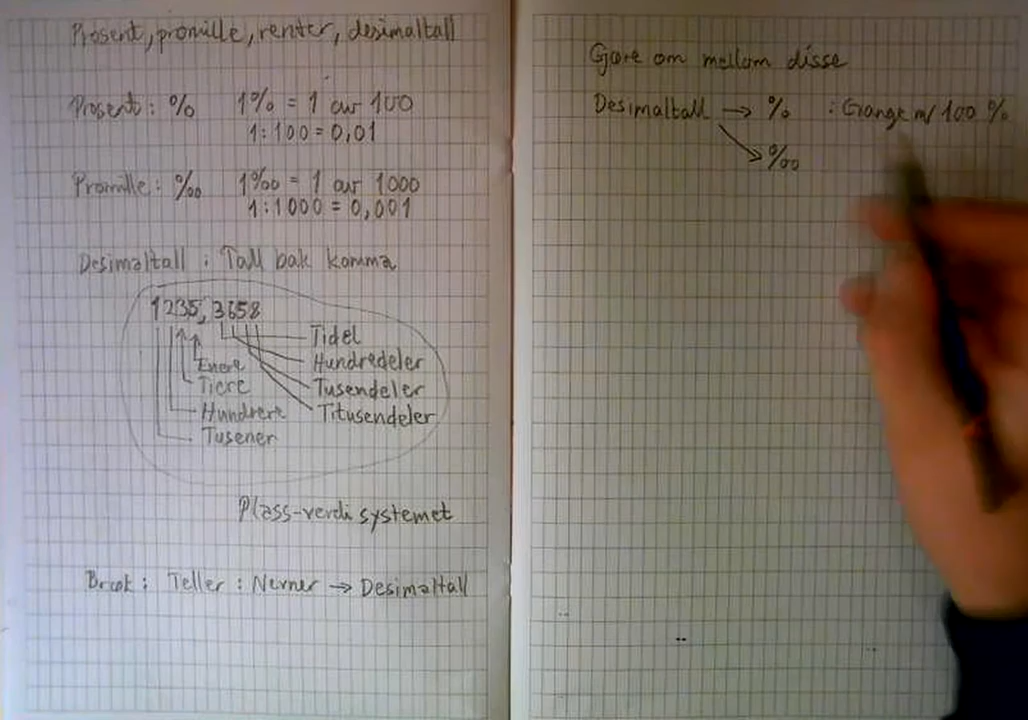 Prosent, promille, renter, desimaltall
Prosent: % 1% = 1 av 100
1:100 = 0,01
Promille: ‰ 1‰ = 1 av 1000
1:1000 = 0,001
Desimaltall : Tall bak komma
1235,3658
Tidel
Enere Hundredeler
Tiere Tusendeler
Hundrere Titusendeler
Tusener
Plass-verdi systemet
Brøk: Teller : Nevner → Desimaltall
Gjøre om mellom disse
Desimaltall → % : Gange m/ 100 %
→ ‰